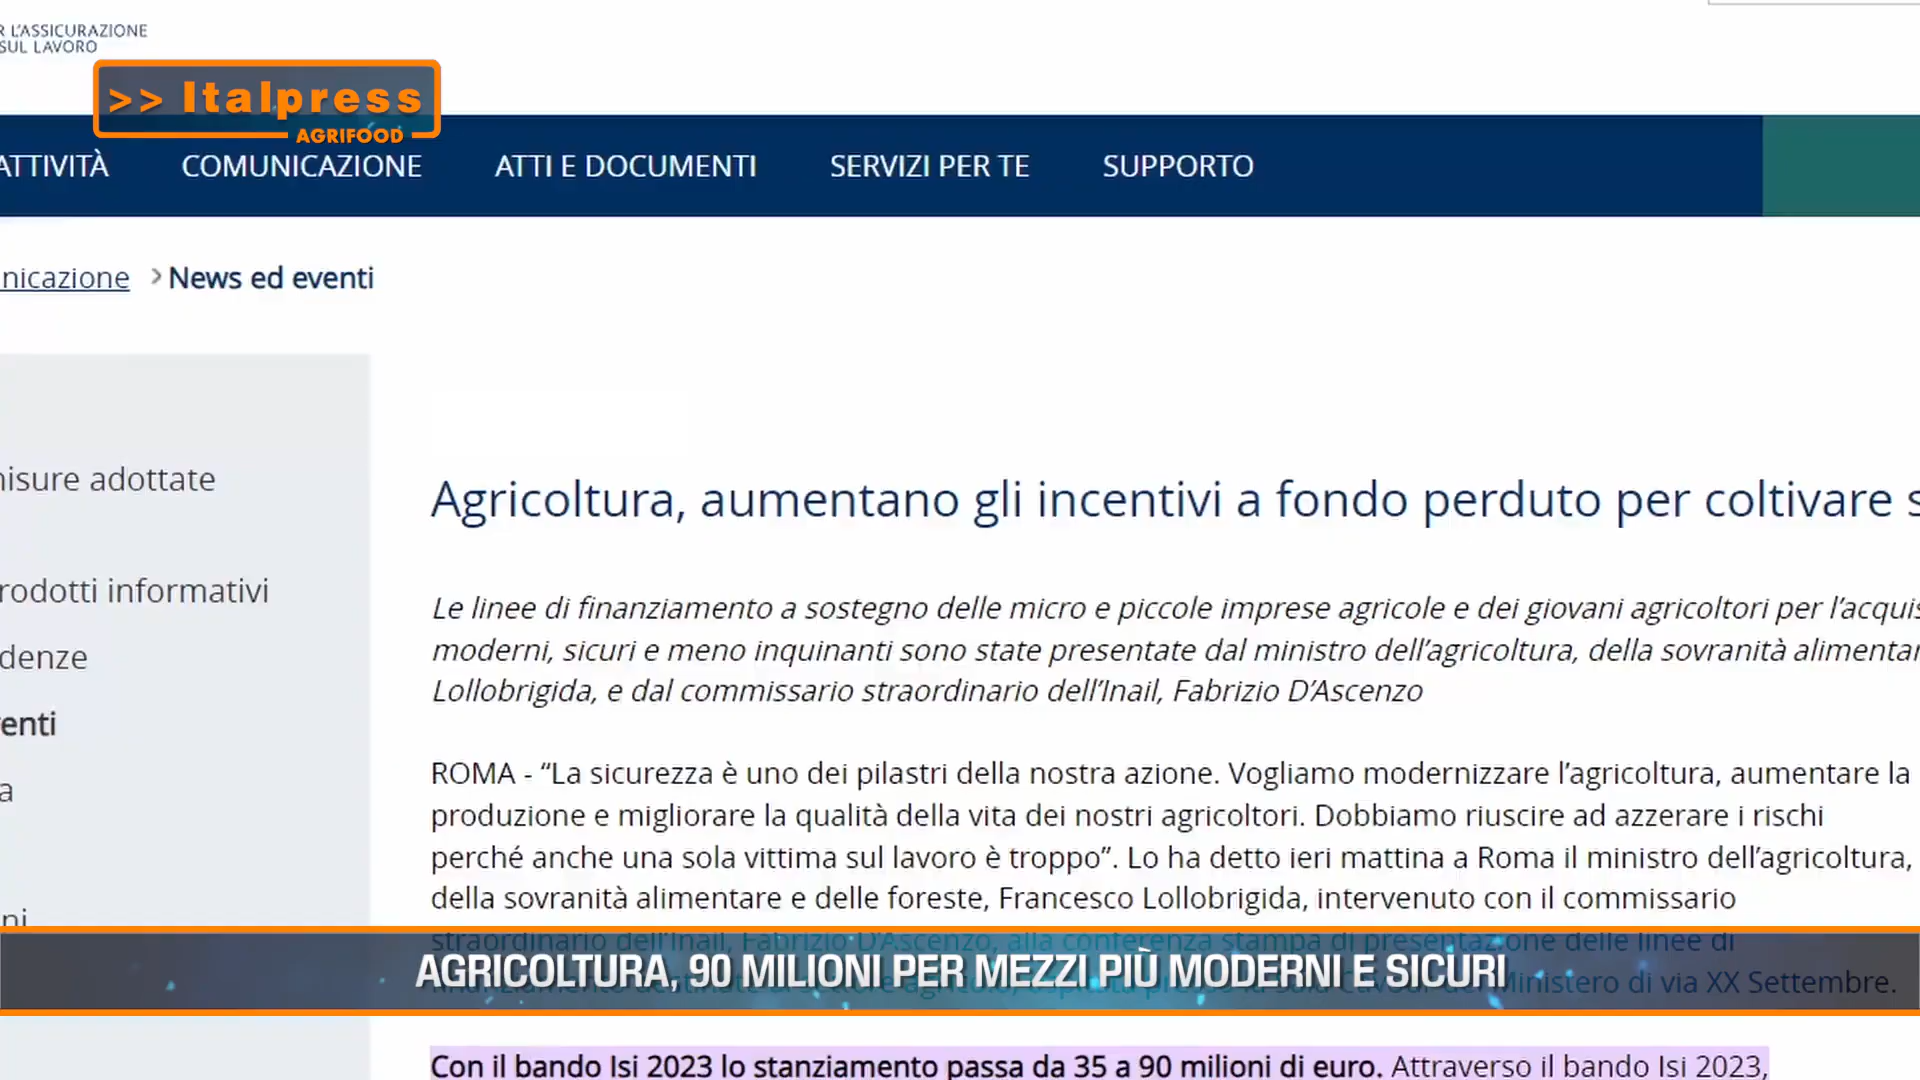 R L'ASSICURAZIONE
SUL LAVORO
>> Italpress
AGRIFOOD
ATTIVITÀ COMUNICAZIONE ATTI E DOCUMENTI SERVIZI PER TE SUPPORTO
nicazione > News ed eventi
isure adottate
rodotti informativi
denze
enti
a
ni
Agricoltura, aumentano gli incentivi a fondo perduto per coltivare s
Le linee di finanziamento a sostegno delle micro e piccole imprese agricole e dei giovani agricoltori per l'acquis
moderni, sicuri e meno inquinanti sono state presentate dal ministro dell'agricoltura, della sovranità alimentar
Lollobrigida, e dal commissario straordinario dell'Inail, Fabrizio D'Ascenzo
ROMA - “La sicurezza è uno dei pilastri della nostra azione. Vogliamo modernizzare l'agricoltura, aumentare la
produzione e migliorare la qualità della vita dei nostri agricoltori. Dobbiamo riuscire ad azzerare i rischi
perché anche una sola vittima sul lavoro è troppo”. Lo ha detto ieri mattina a Roma il ministro dell'agricoltura,
della sovranità alimentare e delle foreste, Francesco Lollobrigida, intervenuto con il commissario
straordinario dell'Inail, Fabrizio D'Ascenzo, alla conferenza stampa di presentazione delle linee di
Ministero di via XX Settembre.
AGRICOLTURA, 90 MILIONI PER MEZZI PIÙ MODERNI E SICURI
Con il bando Isi 2023 lo stanziamento passa da 35 a 90 milioni di euro. Attraverso il bando Isi 2023,